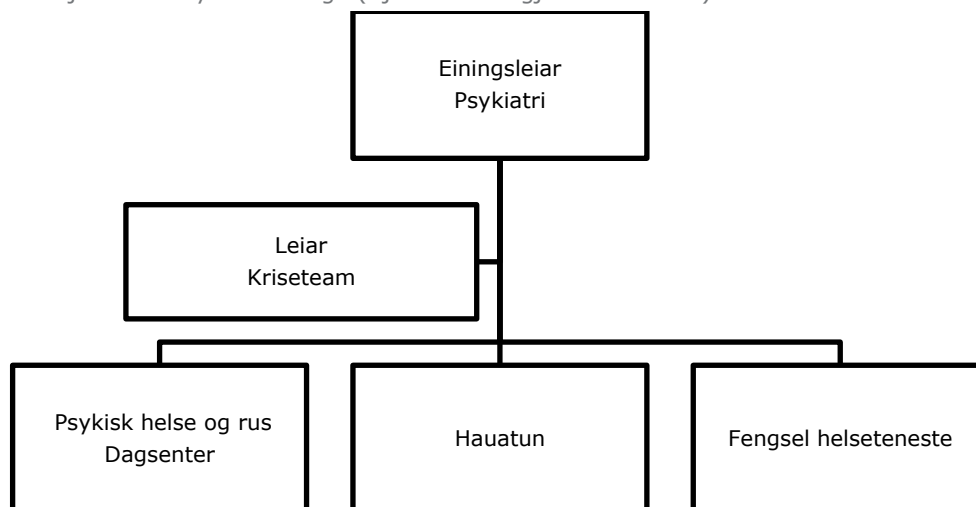 Einingsleiar
Psykiatri
Leiar
Kriseteam
Psykisk helse og rus
Dagsenter
Hauatun
Fengsel helseteneste